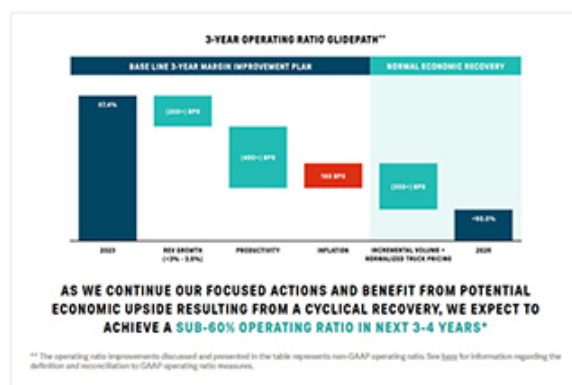 3-YEAR OPERATING RATIO GLIDEPATH**
BASE LINE 3-YEAR MARGIN IMPROVEMENT PLAN
NORMAL ECONOMIC RECOVERY
(200+) BPS
(400+) BPS
BPS
BPS
2023
REV GROWTH
PRODUCTIVITY
INFLATION
INCREMENTAL VOLUME +
NORMALIZED TRUCK PRICING
2026
AS WE CONTINUE OUR FOCUSED ACTIONS AND BENEFIT FROM POTENTIAL
ECONOMIC UPSIDE RESULTING FROM A CYCLICAL RECOVERY, WE EXPECT TO
ACHIEVE A SUB-60% OPERATING RATIO IN NEXT 3-4 YEARS*
** The operating ratio improvements discussed and presented in the table represents non-GAAP operating ratio. See here for information regarding the
definition and reconciliation to GAAP operating ratio measures.